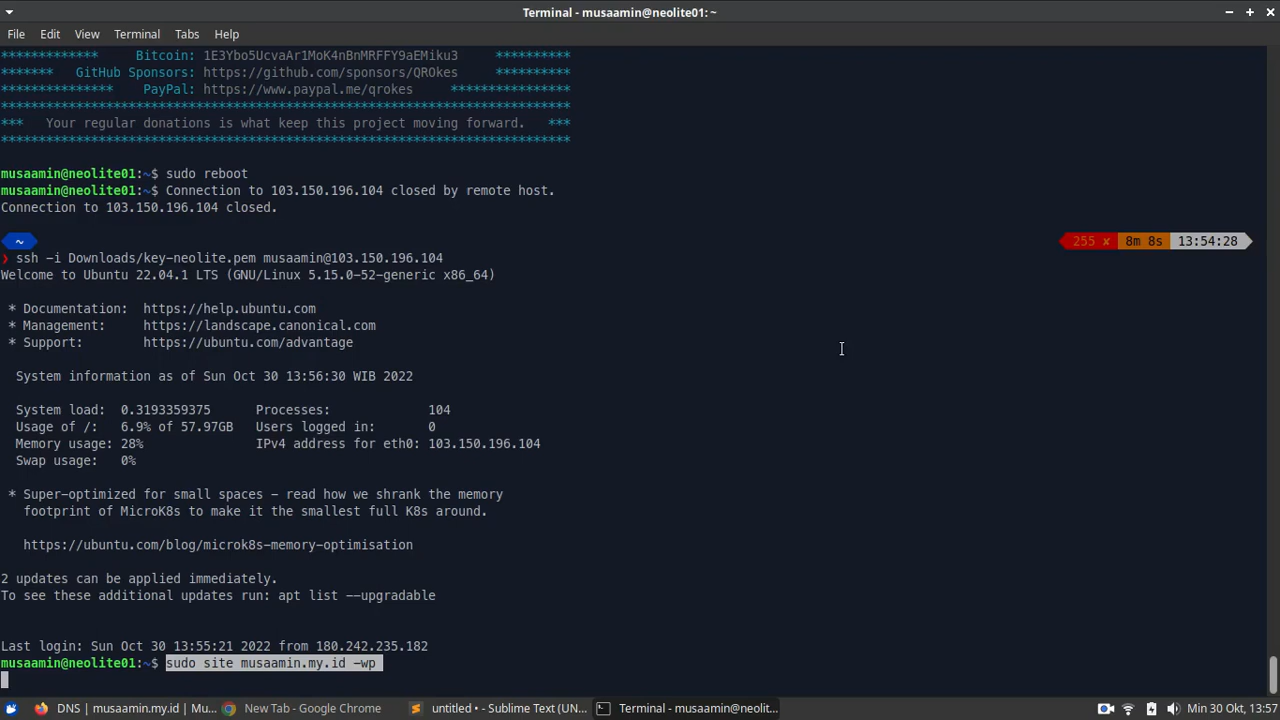 Terminal - musaamin@neolite01: ~
File Edit View Terminal Tabs Help
************* Bitcoin: 1E3Ybo5UcvaAr1MoK4nBnMRFFY9aEMiku3 **********
******* GitHub Sponsors: https://github.com/sponsors/QROkes **********
*************** PayPal: https://www.paypal.me/qrokes ****************
****************************************************************************
*** Your regular donations is what keep this project moving forward. ***
****************************************************************************
musaamin@neolite01:~$ sudo reboot
musaamin@neolite01:~$ Connection to 103.150.196.104 closed by remote host.
Connection to 103.150.196.104 closed.
~ 255 ✘ 8m 8s 13:54:28
❯ ssh -i Downloads/key-neolite.pem musaamin@103.150.196.104
Welcome to Ubuntu 22.04.1 LTS (GNU/Linux 5.15.0-52-generic x86_64)
* Documentation: https://help.ubuntu.com
* Management: https://landscape.canonical.com
* Support: https://ubuntu.com/advantage
System information as of Sun Oct 30 13:56:30 WIB 2022
System load: 0.3193359375 Processes: 104
Usage of /: 6.9% of 57.97GB Users logged in: 0
Memory usage: 28% IPv4 address for eth0: 103.150.196.104
Swap usage: 0%
* Super-optimized for small spaces - read how we shrank the memory
footprint of MicroK8s to make it the smallest full K8s around.
https://ubuntu.com/blog/microk8s-memory-optimisation
2 updates can be applied immediately.
To see these additional updates run: apt list --upgradable
Last login: Sun Oct 30 13:55:21 2022 from 180.242.235.182
musaamin@neolite01:~$ sudo site musaamin.my.id -wp
DNS | musaamin.my.id | Mu... New Tab - Google Chrome untitled • - Sublime Text (UN... Terminal - musaamin@neolit... Min 30 Okt, 13:57